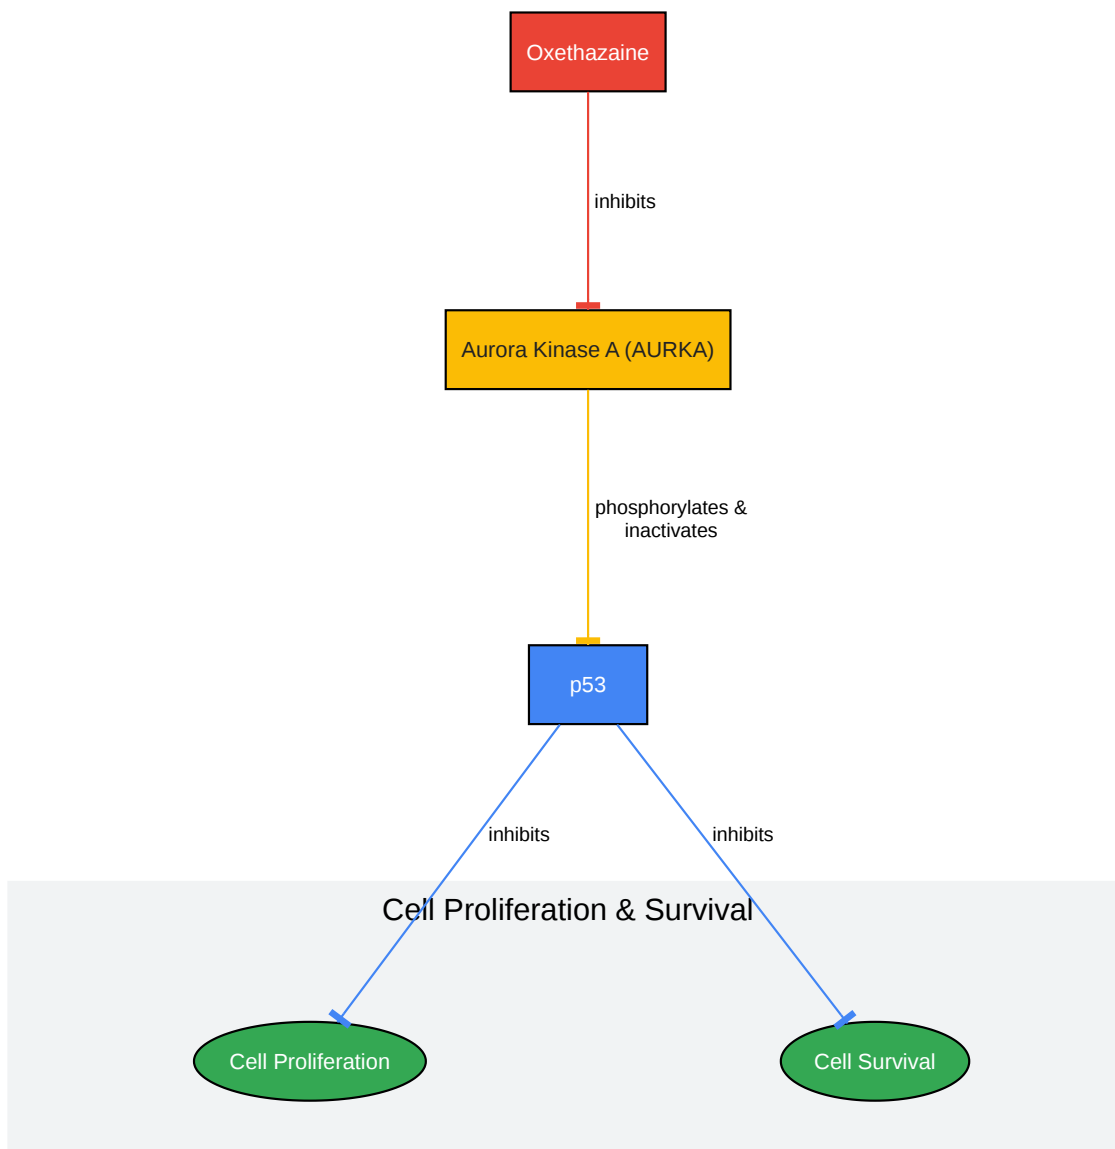 Oxethazaine
inhibits
Aurora Kinase A (AURKA)
phosphorylates &
inactivates
p53
inhibits
inhibits
Cell Proliferation & Survival
Cell Proliferation
Cell Survival